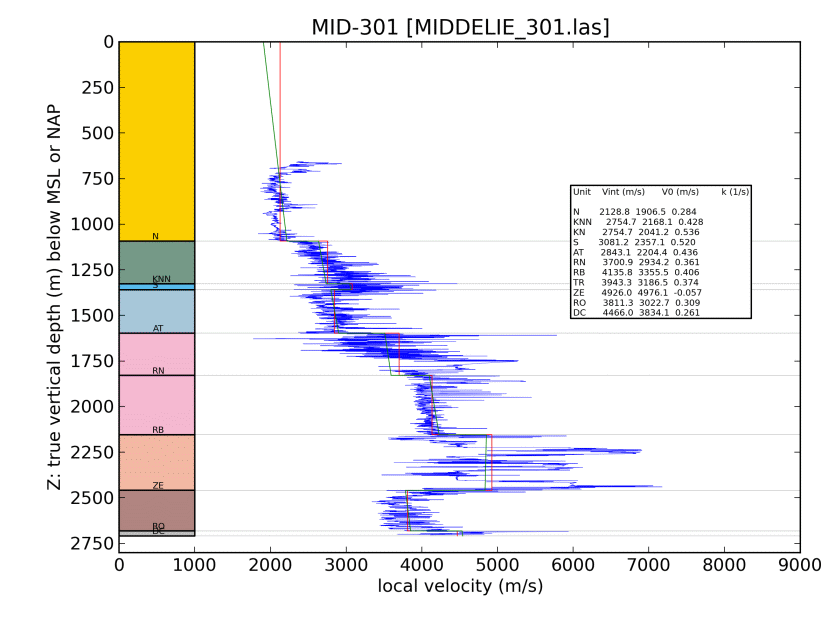 MID-301 [MIDDELIE_301.las]
Z: true vertical depth (m) below MSL or NAP
0
250
500
750
1000
1250
1500
1750
2000
2250
2500
2750
N
KNN
S
AT
RN
RB
ZE
RO
DC
Unit Vint (m/s) V0 (m/s) k (1/s)
N 2128.8 1906.5 0.284
KNN 2754.7 2168.1 0.428
KN 2754.7 2041.2 0.536
S 3081.2 2357.1 0.520
AT 2843.1 2204.4 0.436
RN 3700.9 2934.2 0.361
RB 4135.8 3355.5 0.406
TR 3943.3 3186.5 0.374
ZE 4926.0 4976.1 -0.057
RO 3811.3 3022.7 0.309
DC 4466.0 3834.1 0.261
0 1000 2000 3000 4000 5000 6000 7000 8000 9000
local velocity (m/s)